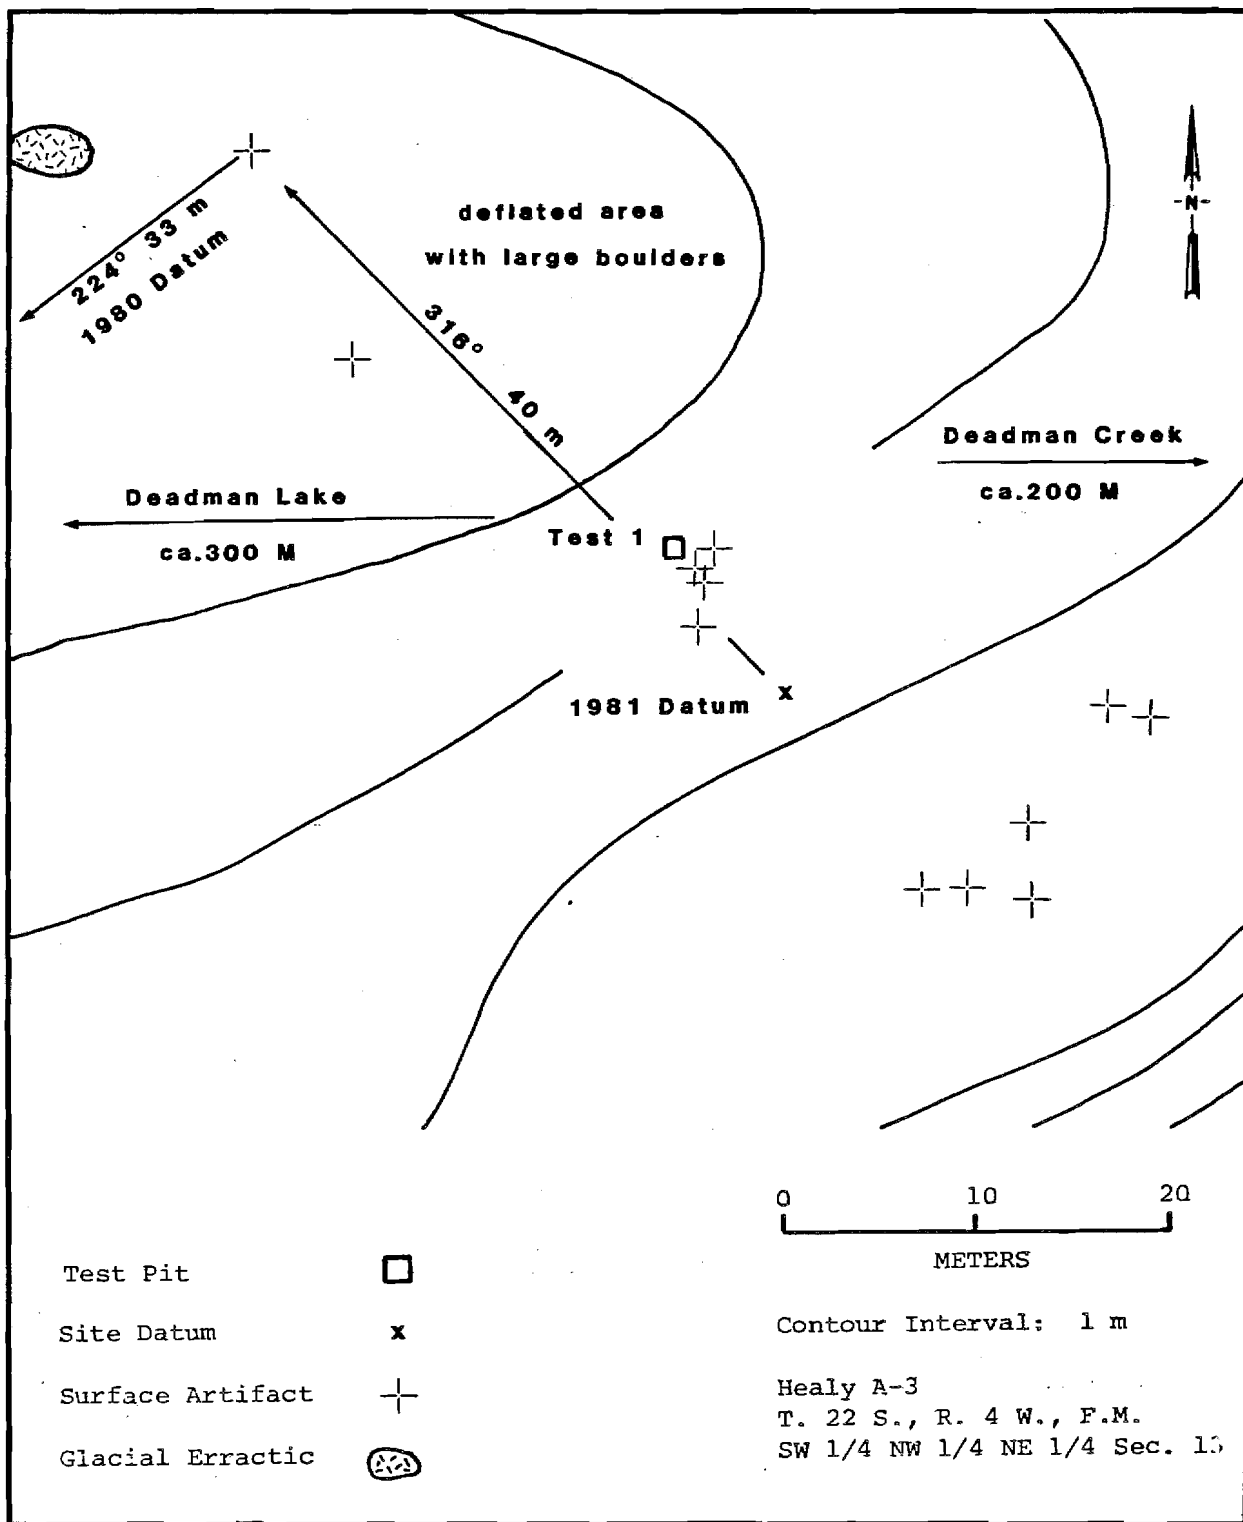 deflated area
with large boulders
-N-
224° 33 m
1980 Datum
316° 40 m
Deadman Creek
ca.200 M
Deadman Lake
ca.300 M
Test 1
1981 Datum
x
0 10 20
METERS
Test Pit
Site Datum x
Surface Artifact
Glacial Erractic
Contour Interval: 1 m
Healy A-3
T. 22 S., R. 4 W., F.M.
SW 1/4 NW 1/4 NE 1/4 Sec.